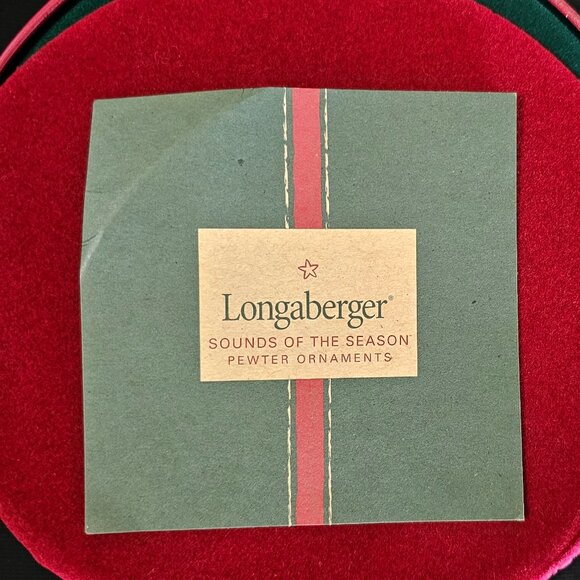 Longaberger®
SOUNDS OF THE SEASON
PEWTER ORNAMENTS